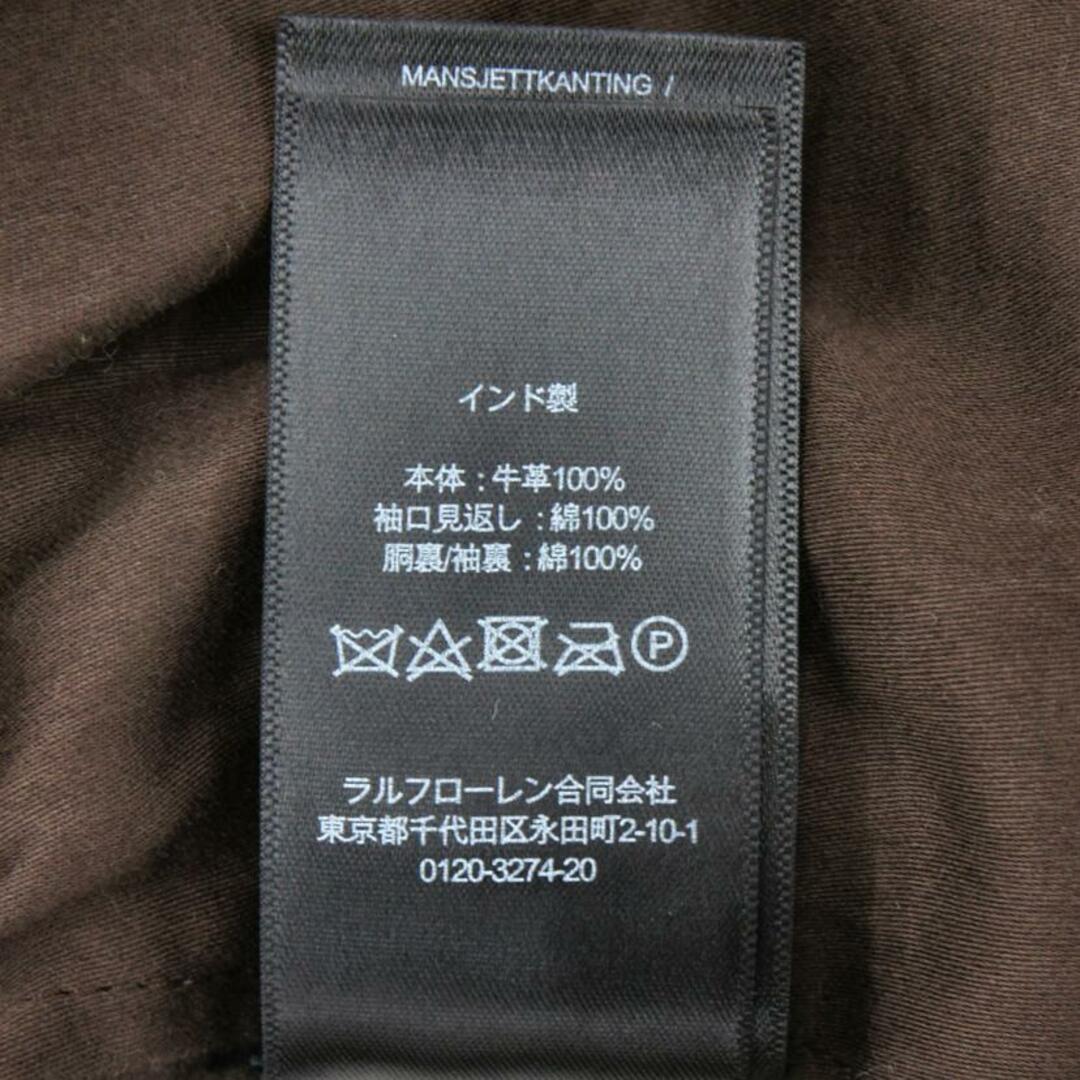 MANSJETTKANTING /
インド製
本体 : 牛革100%
袖口見返し : 綿100%
胴裏/袖裏 : 綿100%
P
ラルフローレン合同会社
東京都千代田区永田町2-10-1
0120-3274-20